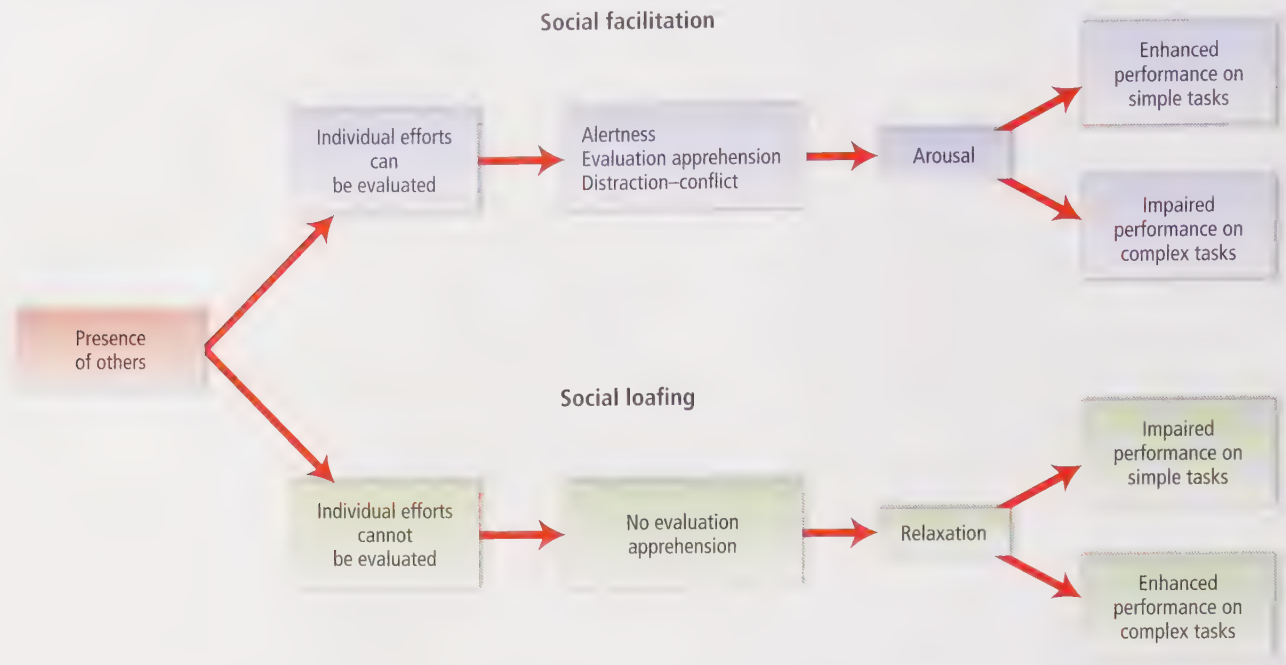 Social facilitation
Individual efforts
can
be evaluated
Alertness
Evaluation apprehension
Distraction–conflict
Arousal
Enhanced
performance on
simple tasks
Impaired
performance on
complex tasks
Presence
of others
Social loafing
Individual efforts
cannot
be evaluated
No evaluation
apprehension
Relaxation
Impaired
performance on
simple tasks
Enhanced
performance on
complex tasks